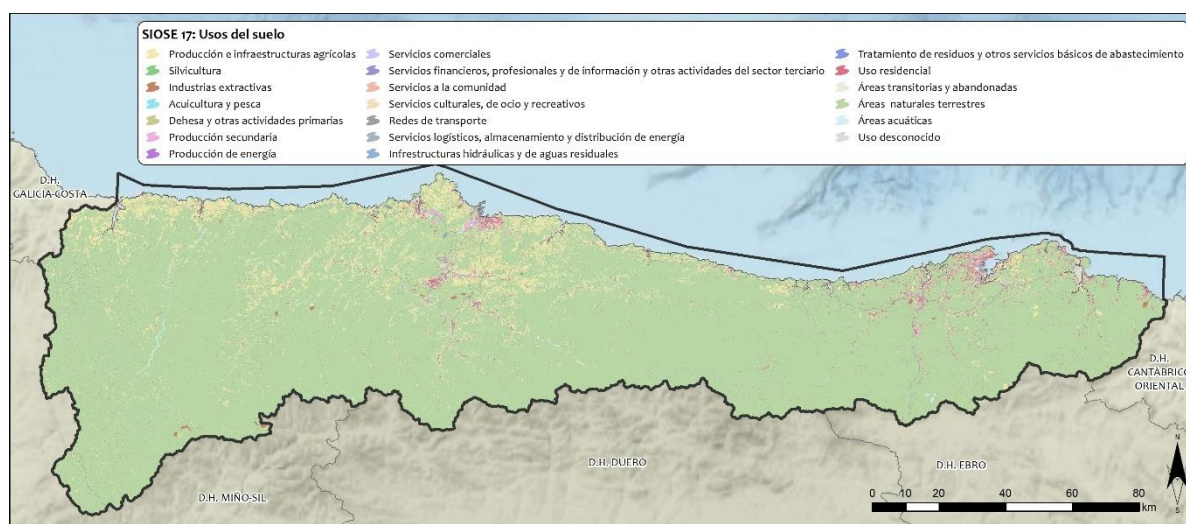 SIOSE 17: Usos del suelo
Producción e infraestructuras agrícolas
Silvicultura
Industrias extractivas
Acuicultura y pesca
Dehesa y otras actividades primarias
Producción secundaria
Producción de energía
Servicios comerciales
Servicios financieros, profesionales y de información y otras actividades del sector terciario
Servicios a la comunidad
Servicios culturales, de ocio y recreativos
Redes de transporte
Servicios logísticos, almacenamiento y distribución de energía
Infrestructuras hidráulicas y de aguas residuales
Tratamiento de residuos y otros servicios básicos de abastecimiento
Uso residencial
Áreas transitorias y abandonadas
Áreas naturales terrestres
Áreas acuáticas
Uso desconocido
D.H.
GALICIA-COSTA
D.H.
CANTÁBRICO
ORIENTAL
D.H. DUERO
D.H. EBRO
D.H. MIÑO-SIL
N
S
0 10 20 40 60 80
km